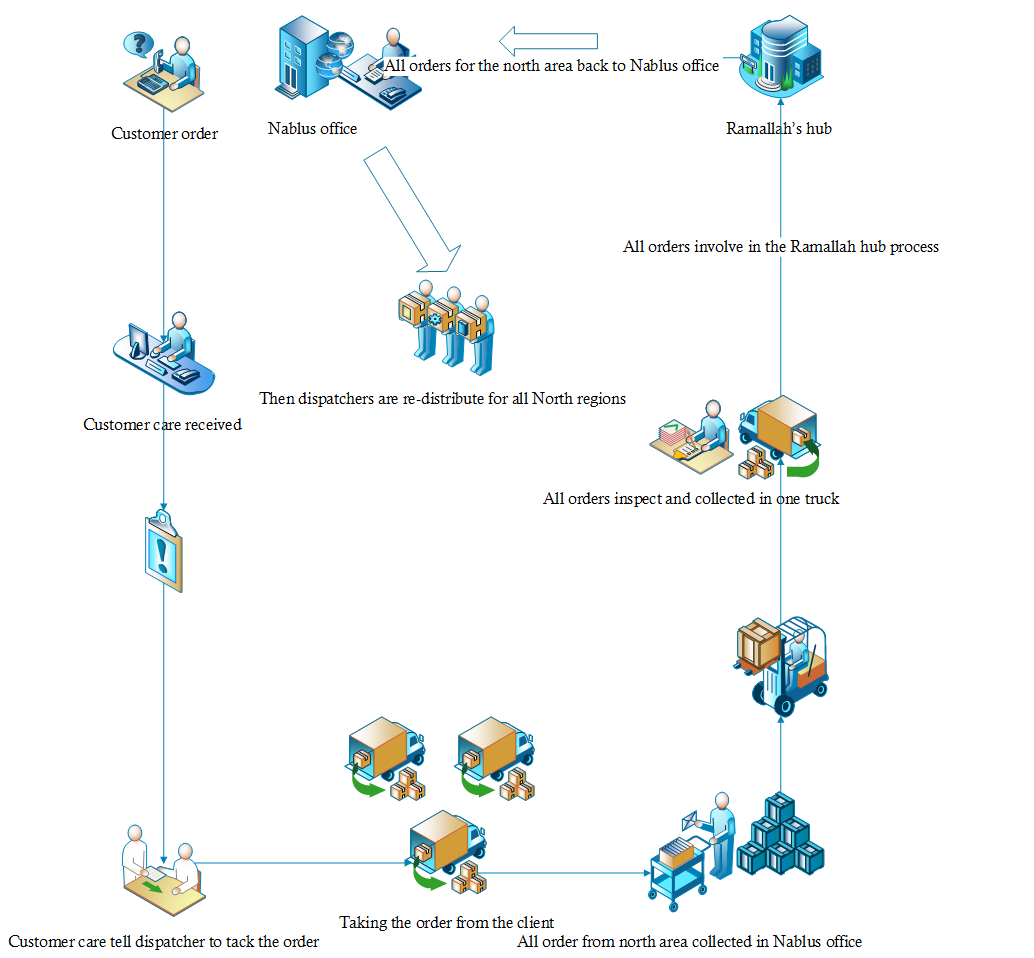 All orders for the north area back to Nablus office
Customer order
Nablus office
Ramallah's hub
All orders involve in the Ramallah hub process
Then dispatchers are re-distribute for all North regions
Customer care received
All orders inspect and collected in one truck
Taking the order from the client
Customer care tell dispatcher to tack the order
All order from north area collected in Nablus office